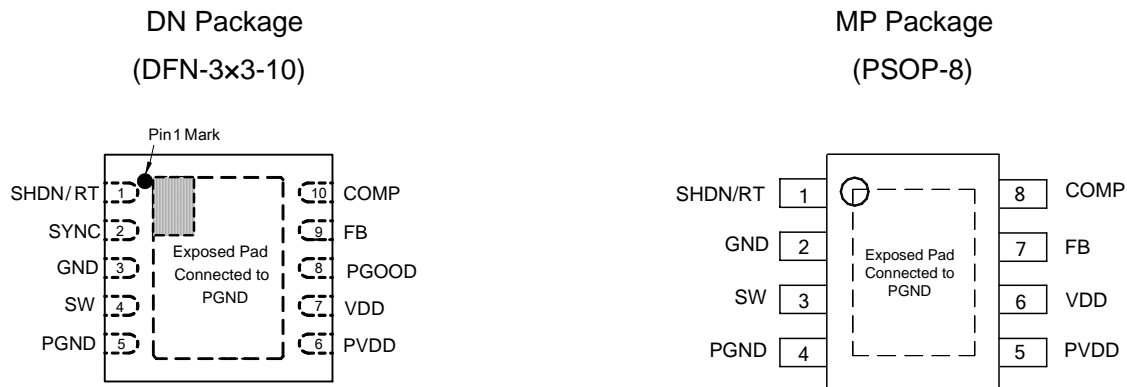 DN Package
(DFN-3×3-10)
Pin 1 Mark
SHDN/RT 1
SYNC 2
GND 3
SW 4
PGND 5
10 COMP
9 FB
8 PGOOD
7 VDD
6 PVDD
Exposed Pad
Connected to
PGND
MP Package
(PSOP-8)
SHDN/RT 1
GND 2
SW 3
PGND 4
8 COMP
7 FB
6 VDD
5 PVDD
Exposed Pad
Connected to
PGND